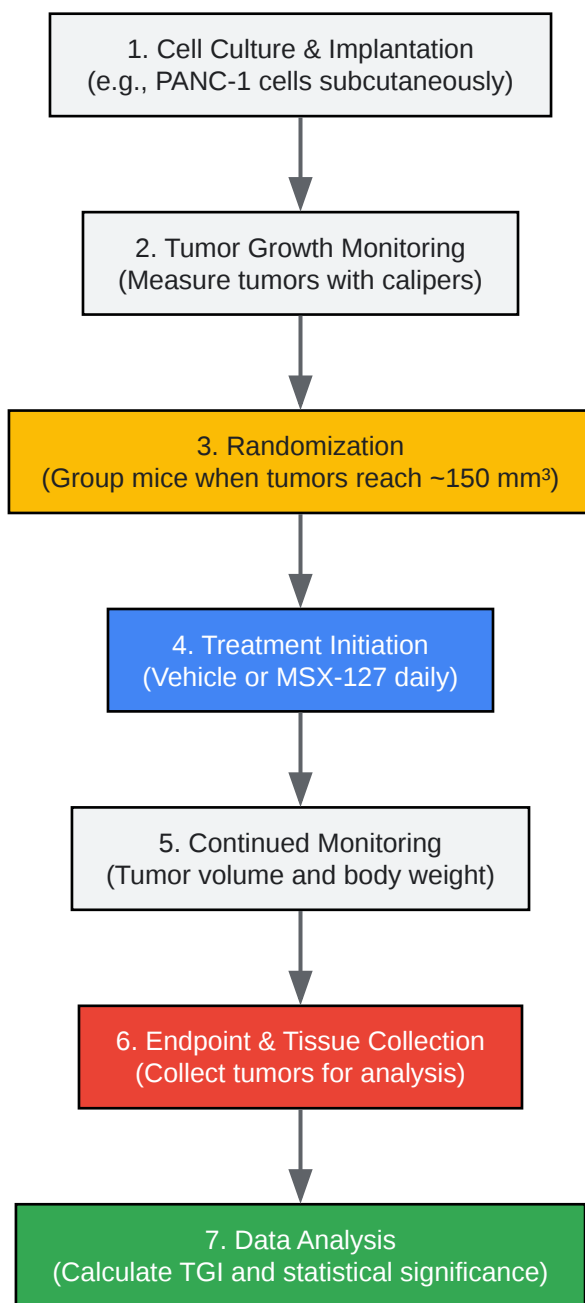 1. Cell Culture & Implantation
(e.g., PANC-1 cells subcutaneously)
2. Tumor Growth Monitoring
(Measure tumors with calipers)
3. Randomization
(Group mice when tumors reach ~150 mm³)
4. Treatment Initiation
(Vehicle or MSX-127 daily)
5. Continued Monitoring
(Tumor volume and body weight)
6. Endpoint & Tissue Collection
(Collect tumors for analysis)
7. Data Analysis
(Calculate TGI and statistical significance)